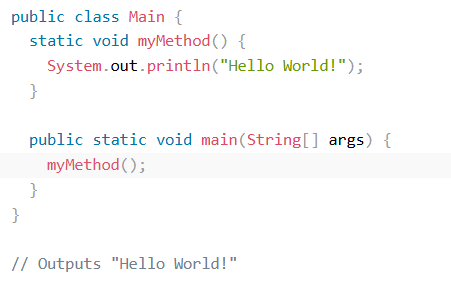 public class Main {
  static void myMethod() {
    System.out.println("Hello World!");
  }

  public static void main(String[] args) {
    myMethod();
  }
}

// Outputs "Hello World!"